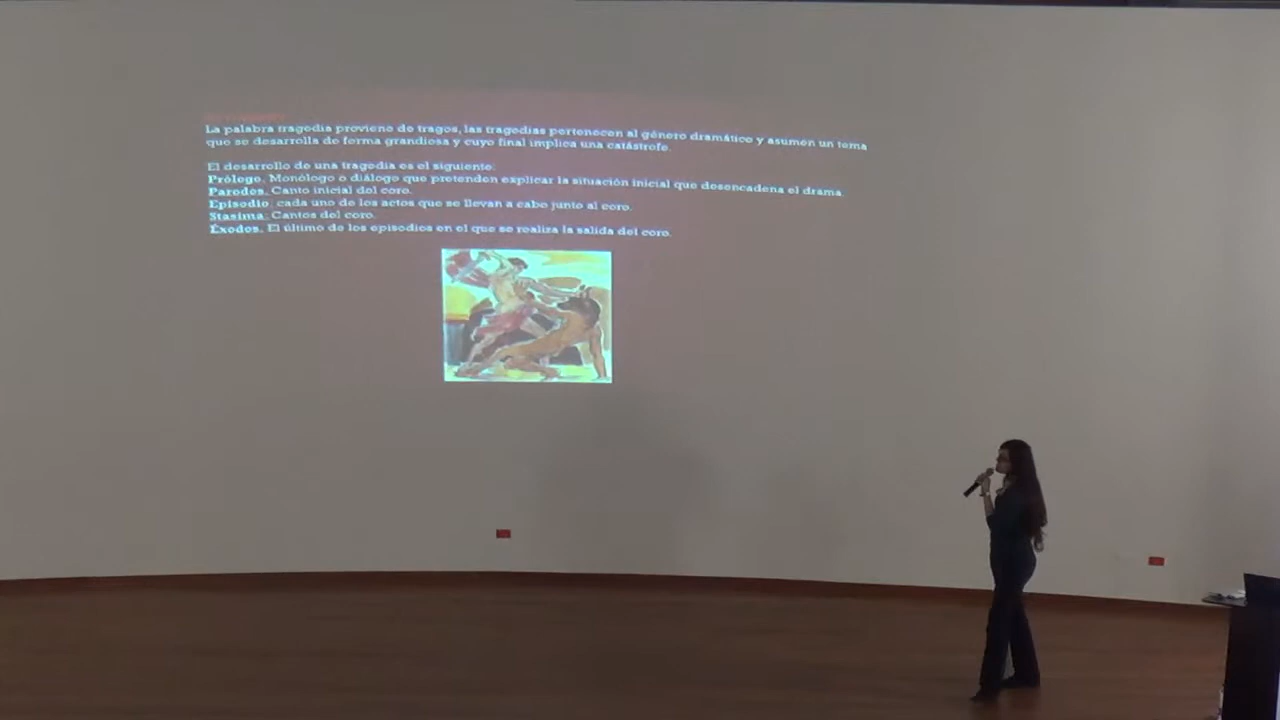 La palabra tragedia proviene de tragos, las tragedias pertenecen al género dramático y asumen un tema
que se desarrolla de forma grandiosa y cuyo final implica una catástrofe.
El desarrollo de una tragedia es el siguiente:
Prólogo. Monólogo o diálogo que pretenden explicar la situación inicial que desencadena el drama.
Parodos. Canto inicial del coro.
Episodio: cada uno de los actos que se llevan a cabo junto al coro.
Stasima: Cantos del coro.
Éxodos. El último de los episodios en el que se realiza la salida del coro.